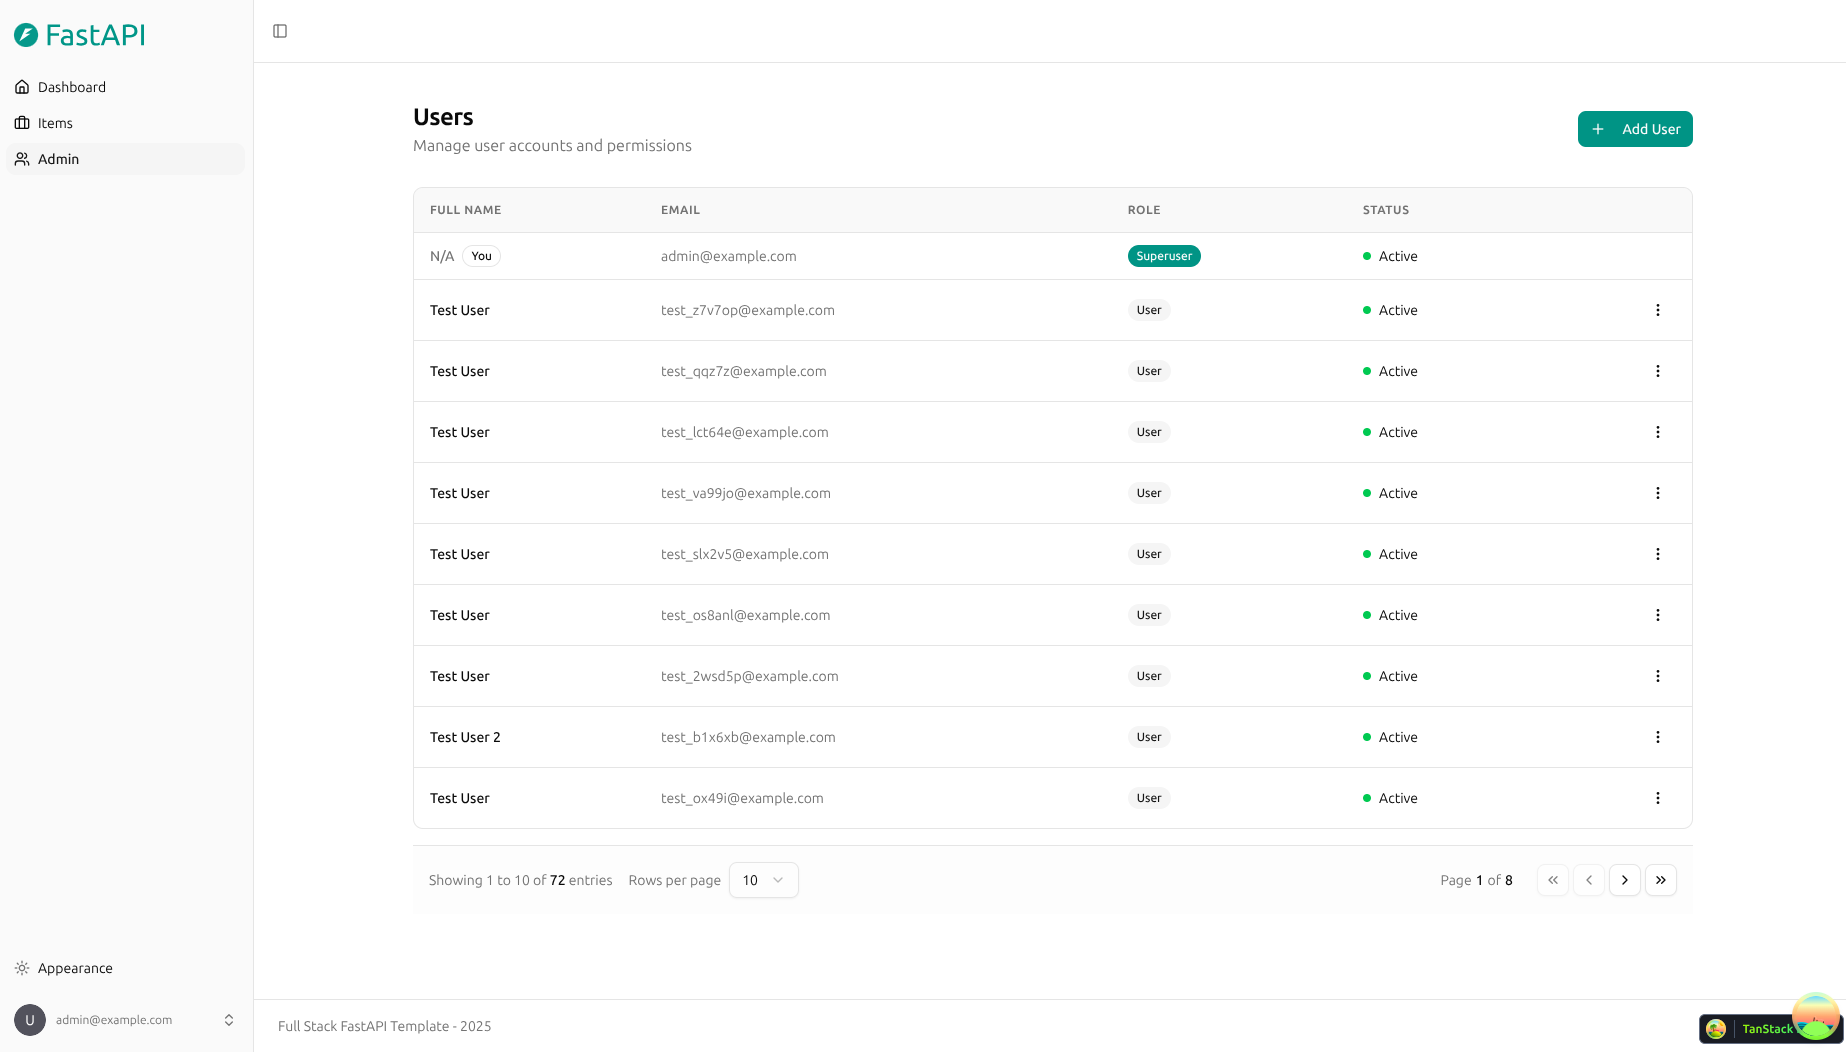 FastAPI
Dashboard
Items
Admin
Users
Manage user accounts and permissions
Add User
FULL NAME EMAIL ROLE STATUS
N/A You admin@example.com Superuser Active
Test User test_z7v7op@example.com User Active
Test User test_qqz7z@example.com User Active
Test User test_lct64e@example.com User Active
Test User test_va99jo@example.com User Active
Test User test_slx2v5@example.com User Active
Test User test_os8anl@example.com User Active
Test User test_2wsd5p@example.com User Active
Test User 2 test_b1x6xb@example.com User Active
Test User test_ox49i@example.com User Active
Showing 1 to 10 of 72 entries Rows per page 10 Page 1 of 8
Appearance
U admin@example.com
Full Stack FastAPI Template - 2025
TanStack